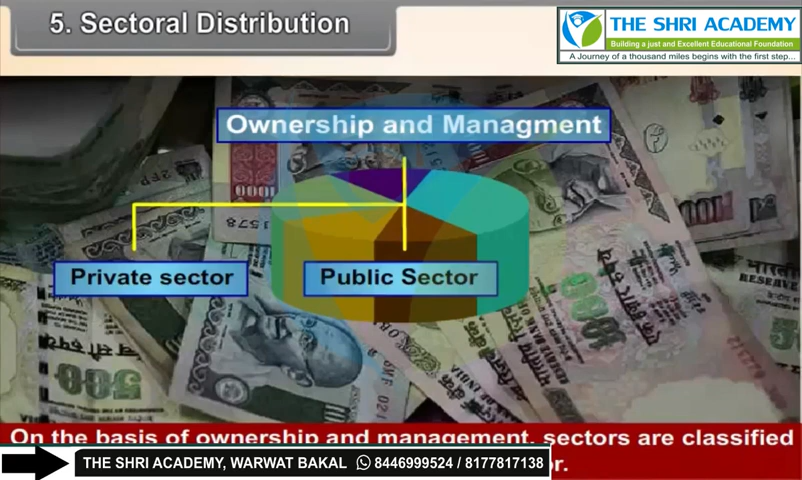 5. Sectoral Distribution
THE SHRI ACADEMY
Building a just and Excellent Educational Foundation
A Journey of a thousand miles begins with the first step...
Ownership and Managment
Private sector
Public Sector
On the basis of ownership and management, sectors are classified
r.
THE SHRI ACADEMY, WARWAT BAKAL 8446999524 / 8177817138